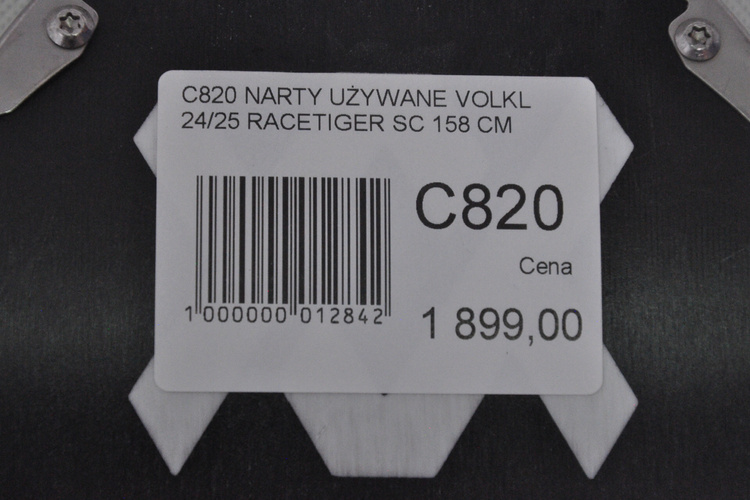 C820 NARTY UŻYWANE VOLKL
24/25 RACETIGER SC 158 CM
C820
Cena
1 899,00
1 000000 012842